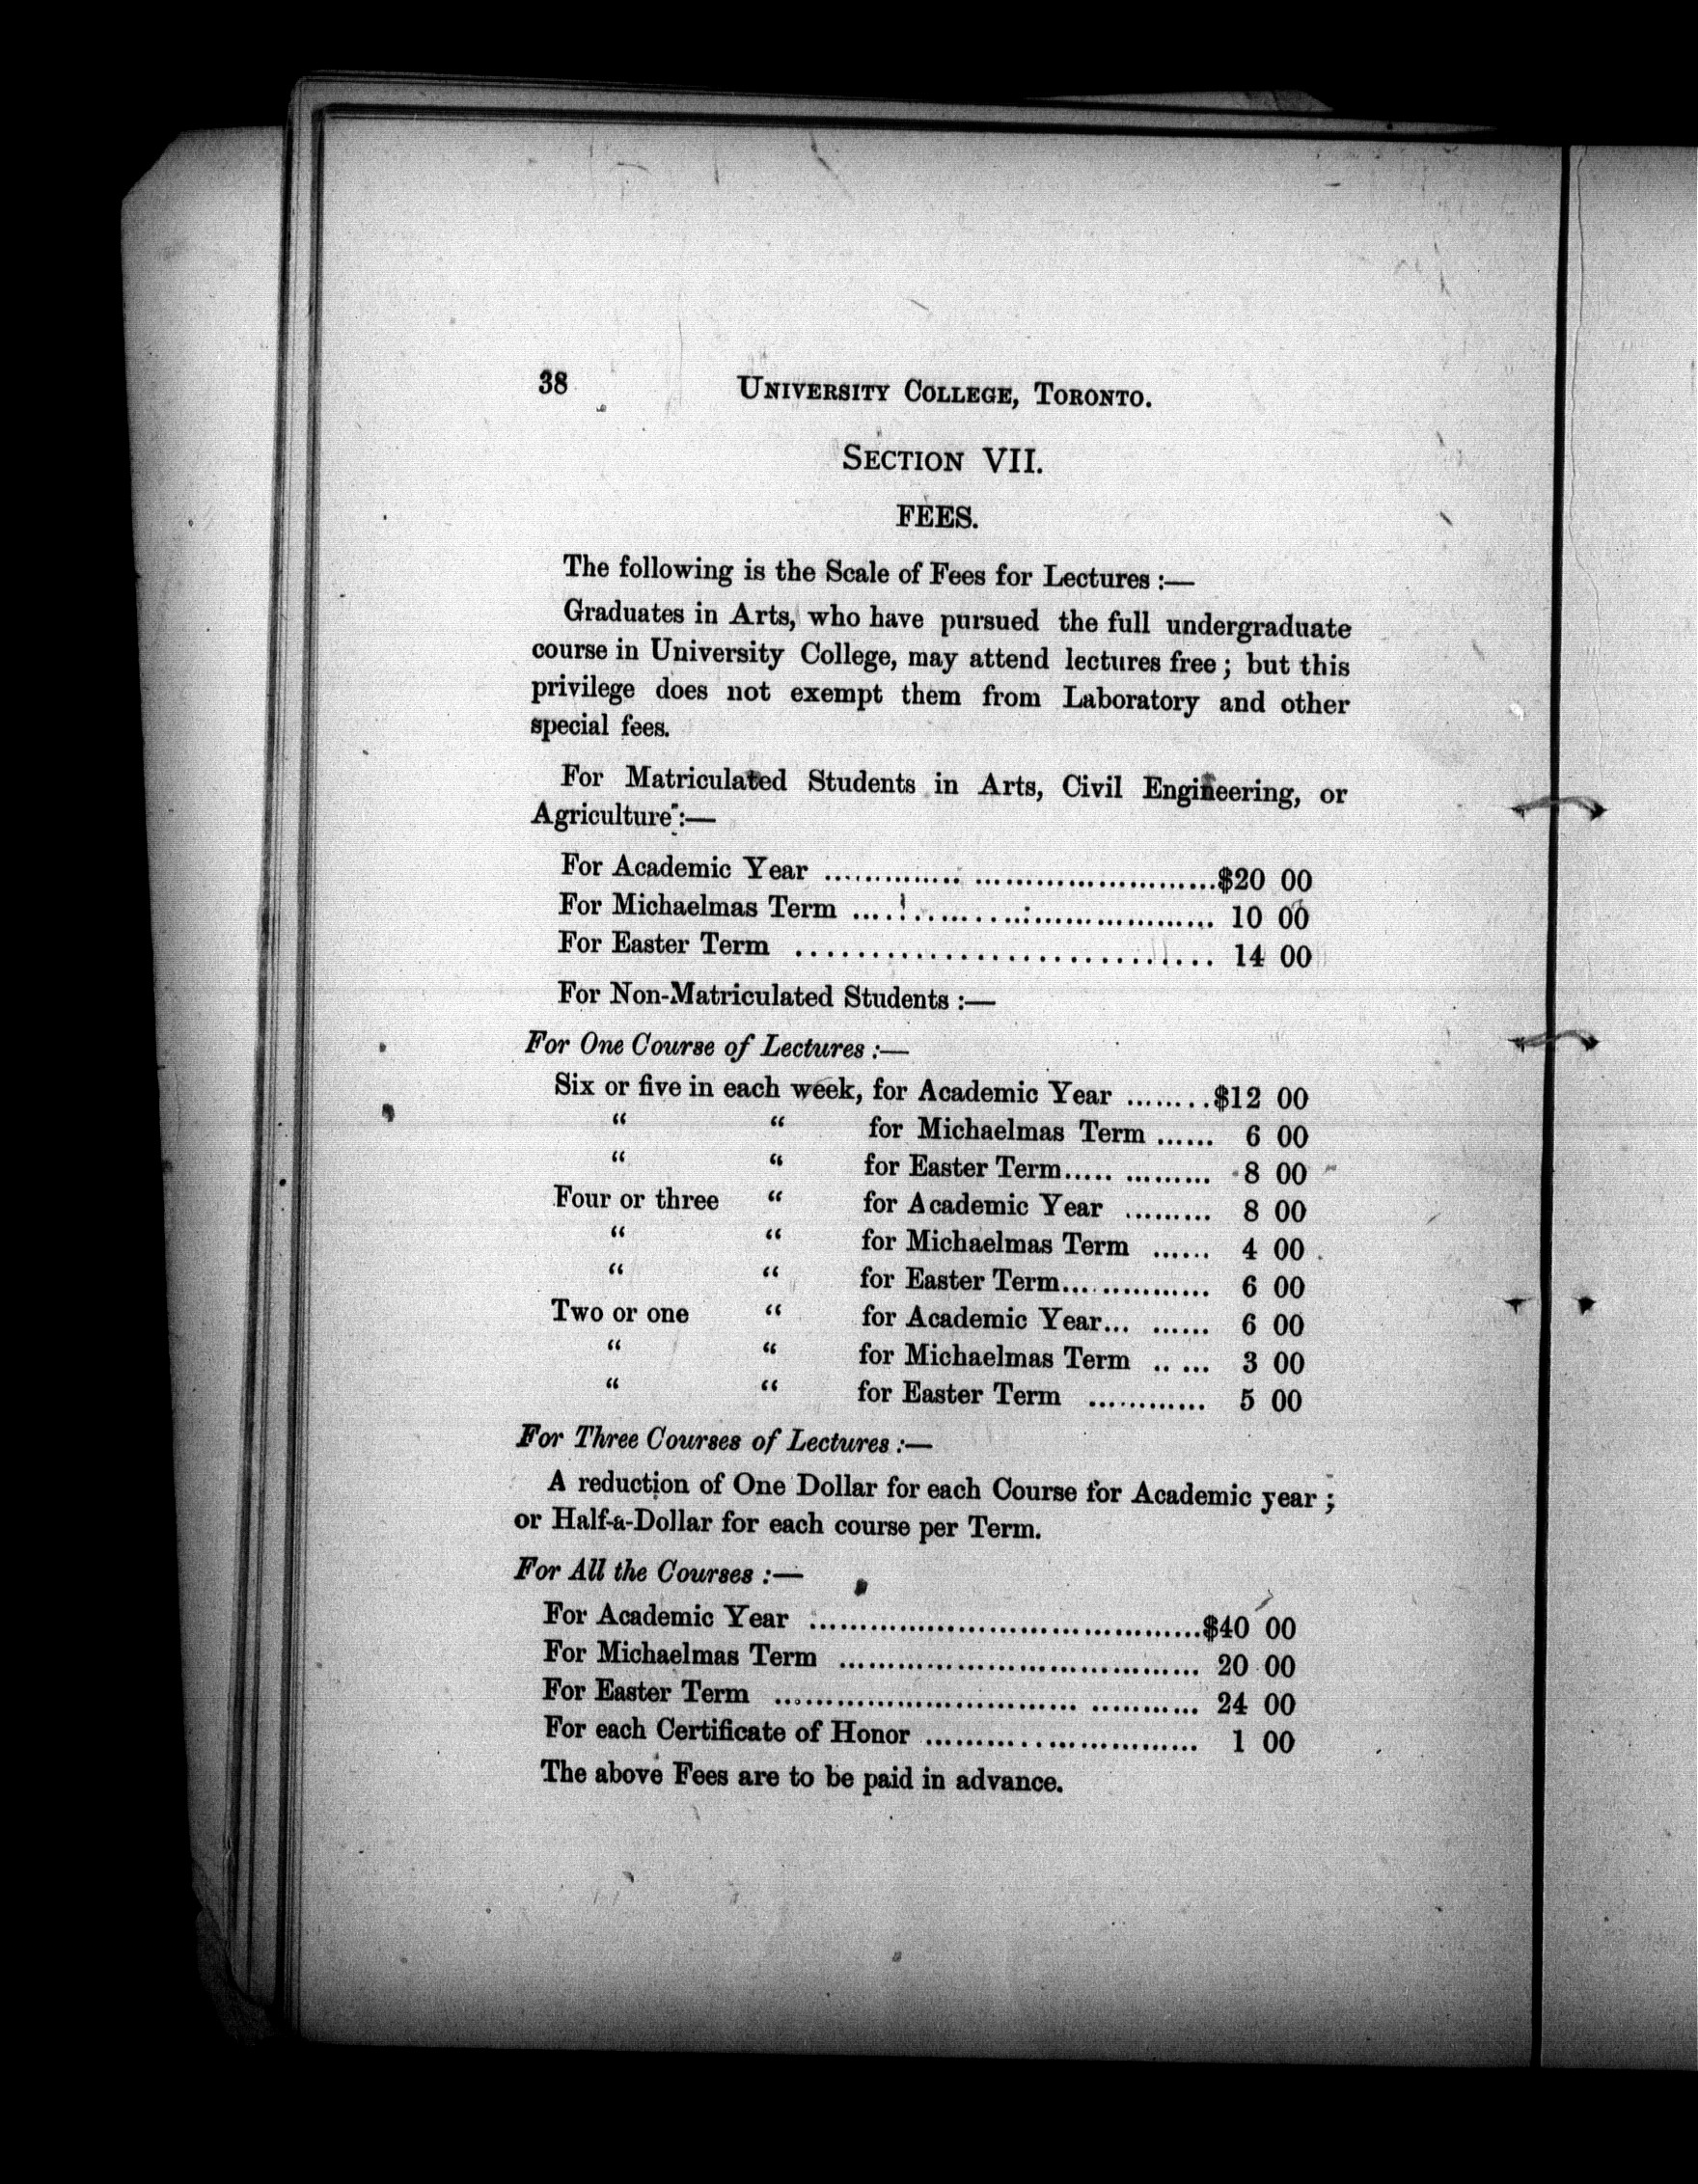 38 UNIVERSITY COLLEGE, TORONTO.
SECTION VII.
FEES.
The following is the Scale of Fees for Lectures :—
Graduates in Arts, who have pursued the full undergraduate
course in University College, may attend lectures free; but this
privilege does not exempt them from Laboratory and other
special fees.
For Matriculated Students in Arts, Civil Engineering, or
Agriculture :—
For Academic Year ........................................ $20 00
For Michaelmas Term .................................... 10 00
For Easter Term ............................ 14 00
For Non-Matriculated Students :—
For One Course of Lectures :—
Six or five in each week, for Academic Year ........ $12 00
“ “ for Michaelmas Term ...... 6 00
“ “ for Easter Term..... ......... 8 00
Four or three “ for Academic Year ......... 8 00
“ “ for Michaelmas Term ...... 4 00
“ “ for Easter Term............... 6 00
Two or one “ for Academic Year... ...... 6 00
“ “ for Michaelmas Term .. ... 3 00
“ “ for Easter Term ............ 5 00
For Three Courses of Lectures :—
A reduction of One Dollar for each Course for Academic year ;
or Half-a-Dollar for each course per Term.
For All the Courses :—
For Academic Year ........................................ $40 00
For Michaelmas Term ..................................... 20 00
For Easter Term ............................... ........... 24 00
For each Certificate of Honor ............................ 1 00
The above Fees are to be paid in advance.